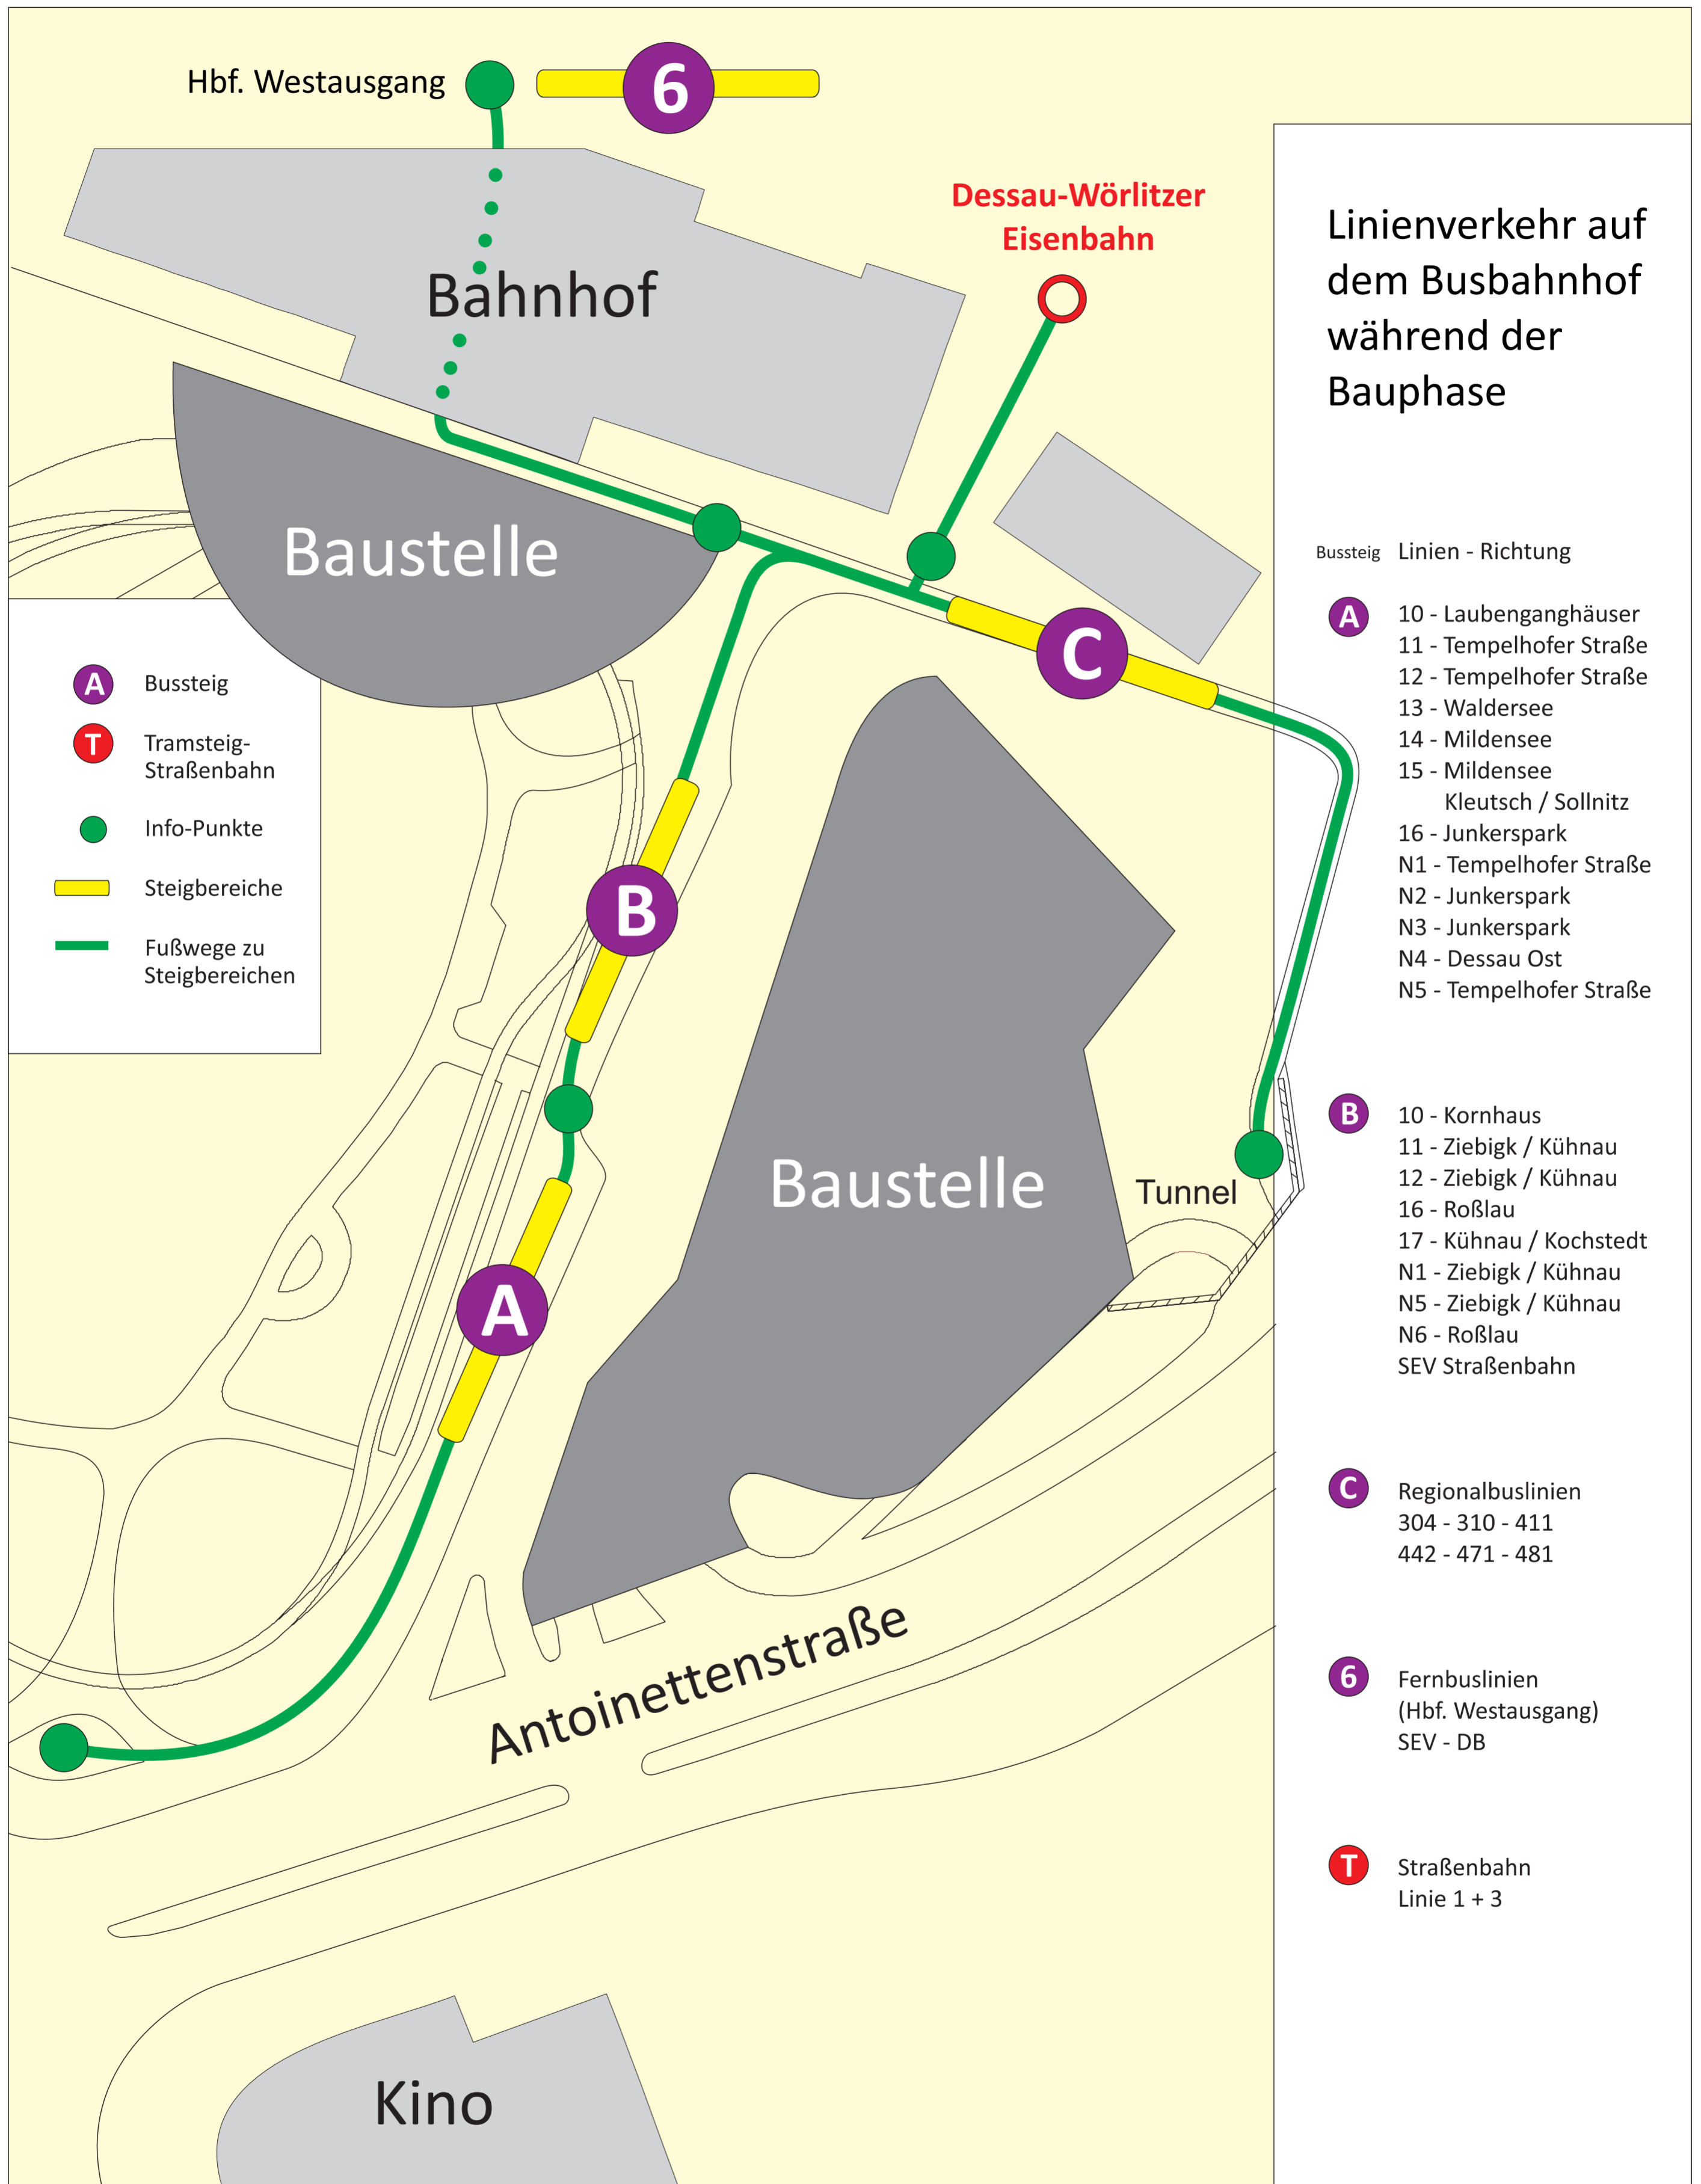 Hbf. Westausgang
6
Dessau-Wörlitzer
Eisenbahn
Bahnhof
Baustelle
C
A Bussteig
T Tramsteig-
Straßenbahn
Info-Punkte
Steigbereiche
Fußwege zu
Steigbereichen
B
Baustelle
Tunnel
A
Antoinettenstraße
Kino
Linienverkehr auf
dem Busbahnhof
während der
Bauphase
Bussteig Linien - Richtung
A 10 - Laubenganghäuser
11 - Tempelhofer Straße
12 - Tempelhofer Straße
13 - Waldersee
14 - Mildensee
15 - Mildensee
Kleutsch / Sollnitz
16 - Junkerspark
N1 - Tempelhofer Straße
N2 - Junkerspark
N3 - Junkerspark
N4 - Dessau Ost
N5 - Tempelhofer Straße
B 10 - Kornhaus
11 - Ziebigk / Kühnau
12 - Ziebigk / Kühnau
16 - Roßlau
17 - Kühnau / Kochstedt
N1 - Ziebigk / Kühnau
N5 - Ziebigk / Kühnau
N6 - Roßlau
SEV Straßenbahn
C Regionalbuslinien
304 - 310 - 411
442 - 471 - 481
6 Fernbuslinien
(Hbf. Westausgang)
SEV - DB
T Straßenbahn
Linie 1 + 3